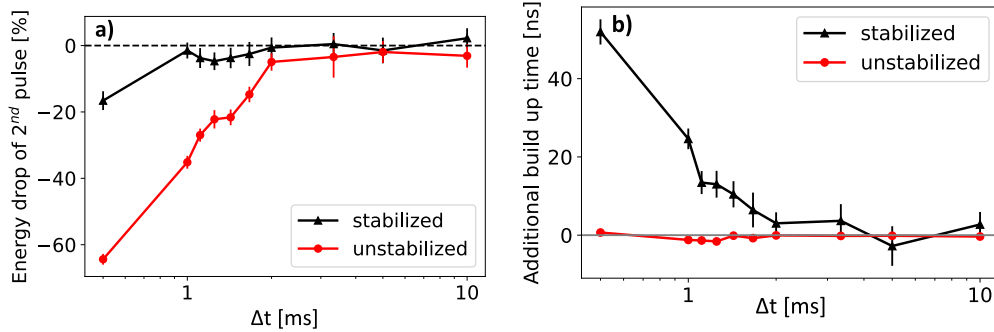 a)
Energy drop of 2nd pulse [%]
0
−20
−40
−60
stabilized
unstabilized
1
10
Δt [ms]
b)
Additional build up time [ns]
40
20
0
stabilized
unstabilized
1
10
Δt [ms]